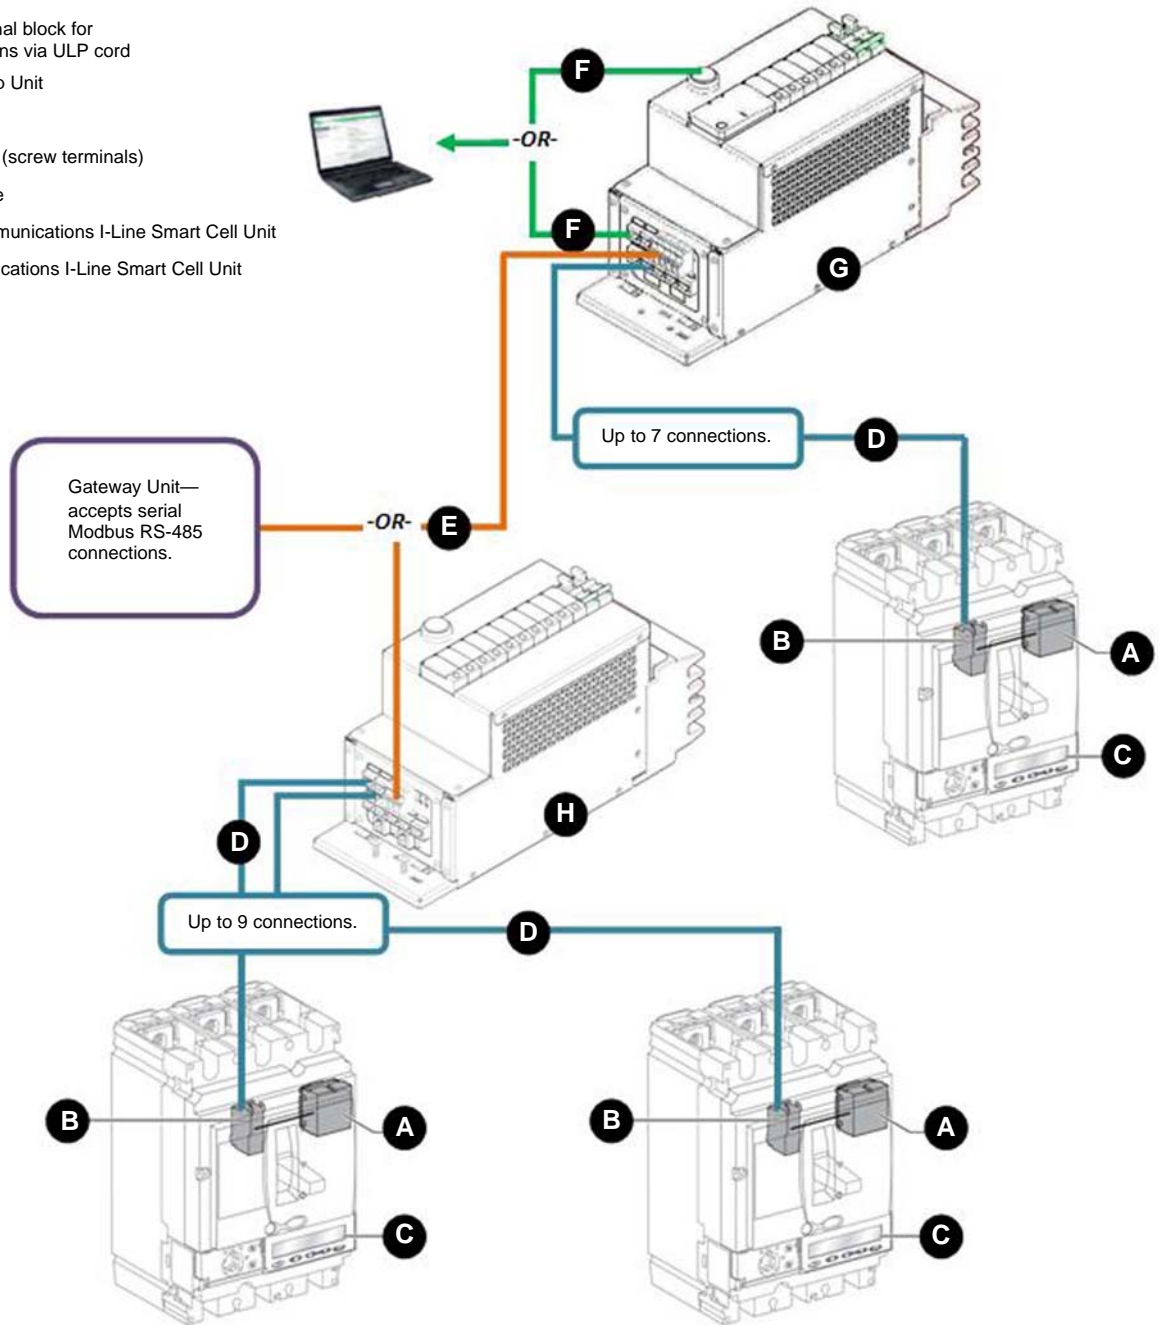 al block for
ns via ULP cord
Unit
(screw terminals)
munications I-Line Smart Cell Unit
cations I-Line Smart Cell Unit
F
-OR-
F
G
Up to 7 connections.
D
Gateway Unit—
accepts serial
Modbus RS-485
connections.
-OR-
E
B
A
C
H
D
Up to 9 connections.
D
B
A
B
A
C
C